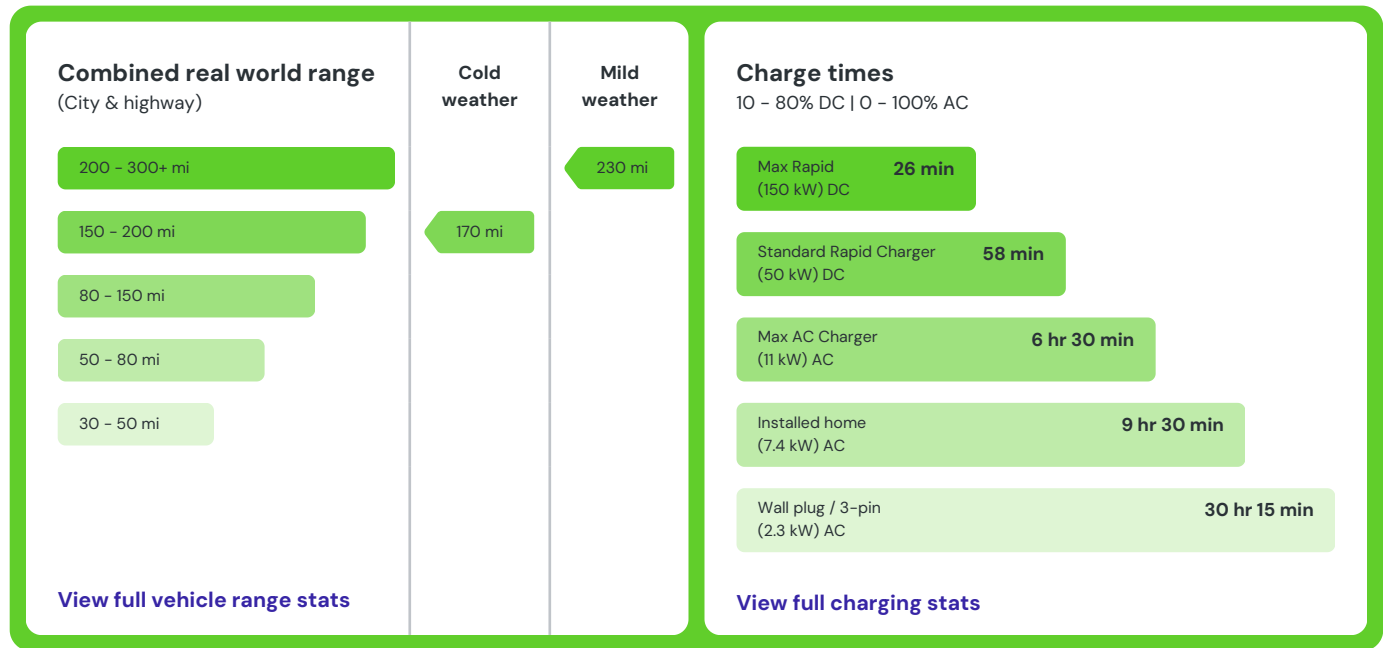 Combined real world range
(City & highway)
Cold
weather
Mild
weather
200 - 300+ mi
230 mi
150 - 200 mi
170 mi
80 - 150 mi
50 - 80 mi
30 - 50 mi
View full vehicle range stats
Charge times
10 - 80% DC | 0 - 100% AC
Max Rapid
(150 kW) DC
26 min
Standard Rapid Charger
(50 kW) DC
58 min
Max AC Charger
(11 kW) AC
6 hr 30 min
Installed home
(7.4 kW) AC
9 hr 30 min
Wall plug / 3-pin
(2.3 kW) AC
30 hr 15 min
View full charging stats